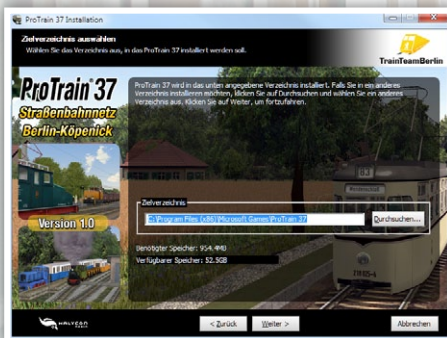 ProTrain 37 Installation
Zielverzeichnis auswählen
Wählen Sie das Verzeichnis aus, in das ProTrain 37 installiert werden soll.
TrainTeamBerlin
ProTrain 37
Straßenbahnnetz
Berlin-Köpenick
Version 1.0
ProTrain 37 wird in das unten angegebene Verzeichnis installiert. Falls Sie in ein anderes
Verzeichnis installieren möchten, klicken Sie auf Durchsuchen und wählen Sie ein anderes
Verzeichnis aus. Klicken Sie auf Weiter, um fortzufahren.
83
Zielverzeichnis
C:\Program Files (x86)\Microsoft Games\ProTrain 37
Durchsuchen...
Benötigter Speicher: 954.4MB
Verfügbarer Speicher: 52.5GB
HALYCON
< Zurück
Weiter >
Abbrechen